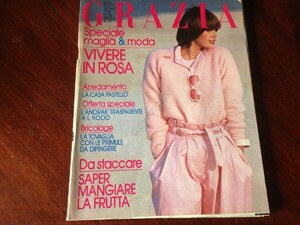 GRAZIA
Speciale
maglia & moda
VIVERE
IN ROSA
Arredamento
LA CASA PASTELLO
Offerta speciale
L'ANORAK TRASPARENTE
A L. 9.000
Bricolage
LA TOVAGLIA
CON LE PRIMULE
DA DIPINGERE
Da staccare
SAPER
MANGIARE
LA FRUTTA